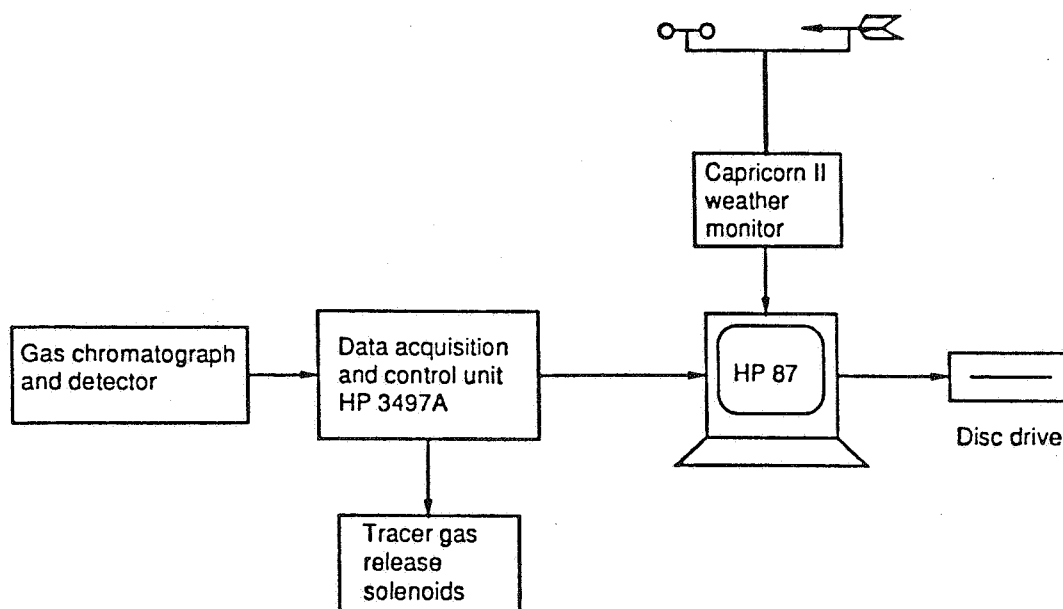 Capricorn II
weather
monitor
Gas chromatograph
and detector
Data acquisition
and control unit
HP 3497A
HP 87
Disc drive
Tracer gas
release
solenoids